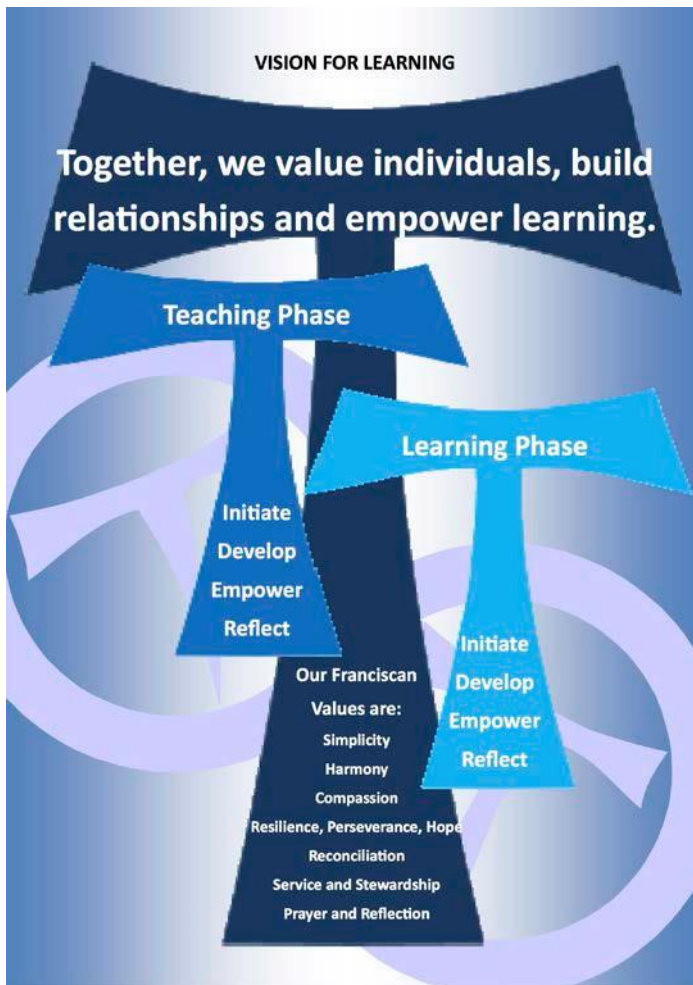 VISION FOR LEARNING
Together, we value individuals, build
relationships and empower learning.
Teaching Phase
Initiate
Develop
Empower
Reflect
Learning Phase
Initiate
Develop
Empower
Reflect
Our Franciscan
Values are:
Simplicity
Harmony
Compassion
Resilience, Perseverance, Hope
Reconciliation
Service and Stewardship
Prayer and Reflection